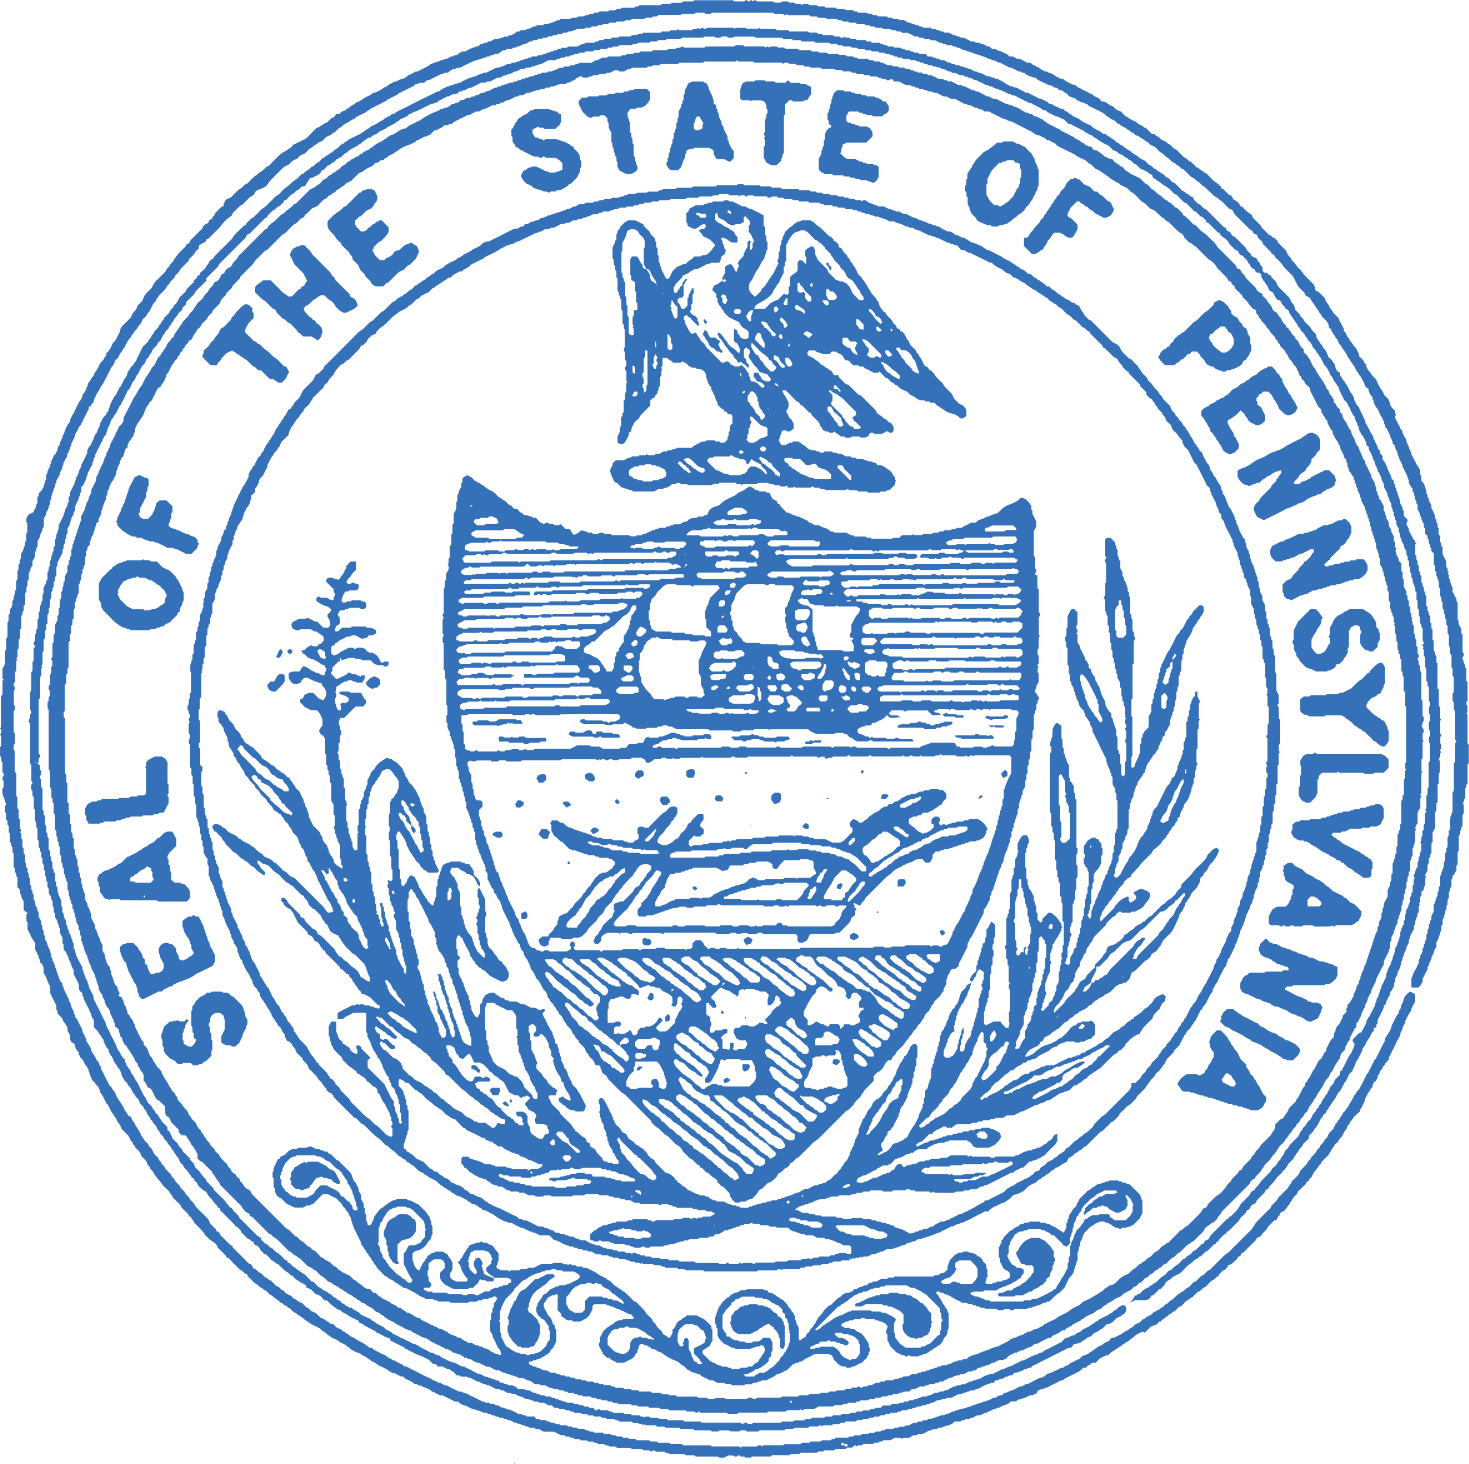 SEAL OF THE STATE OF PENNSYLVANIA